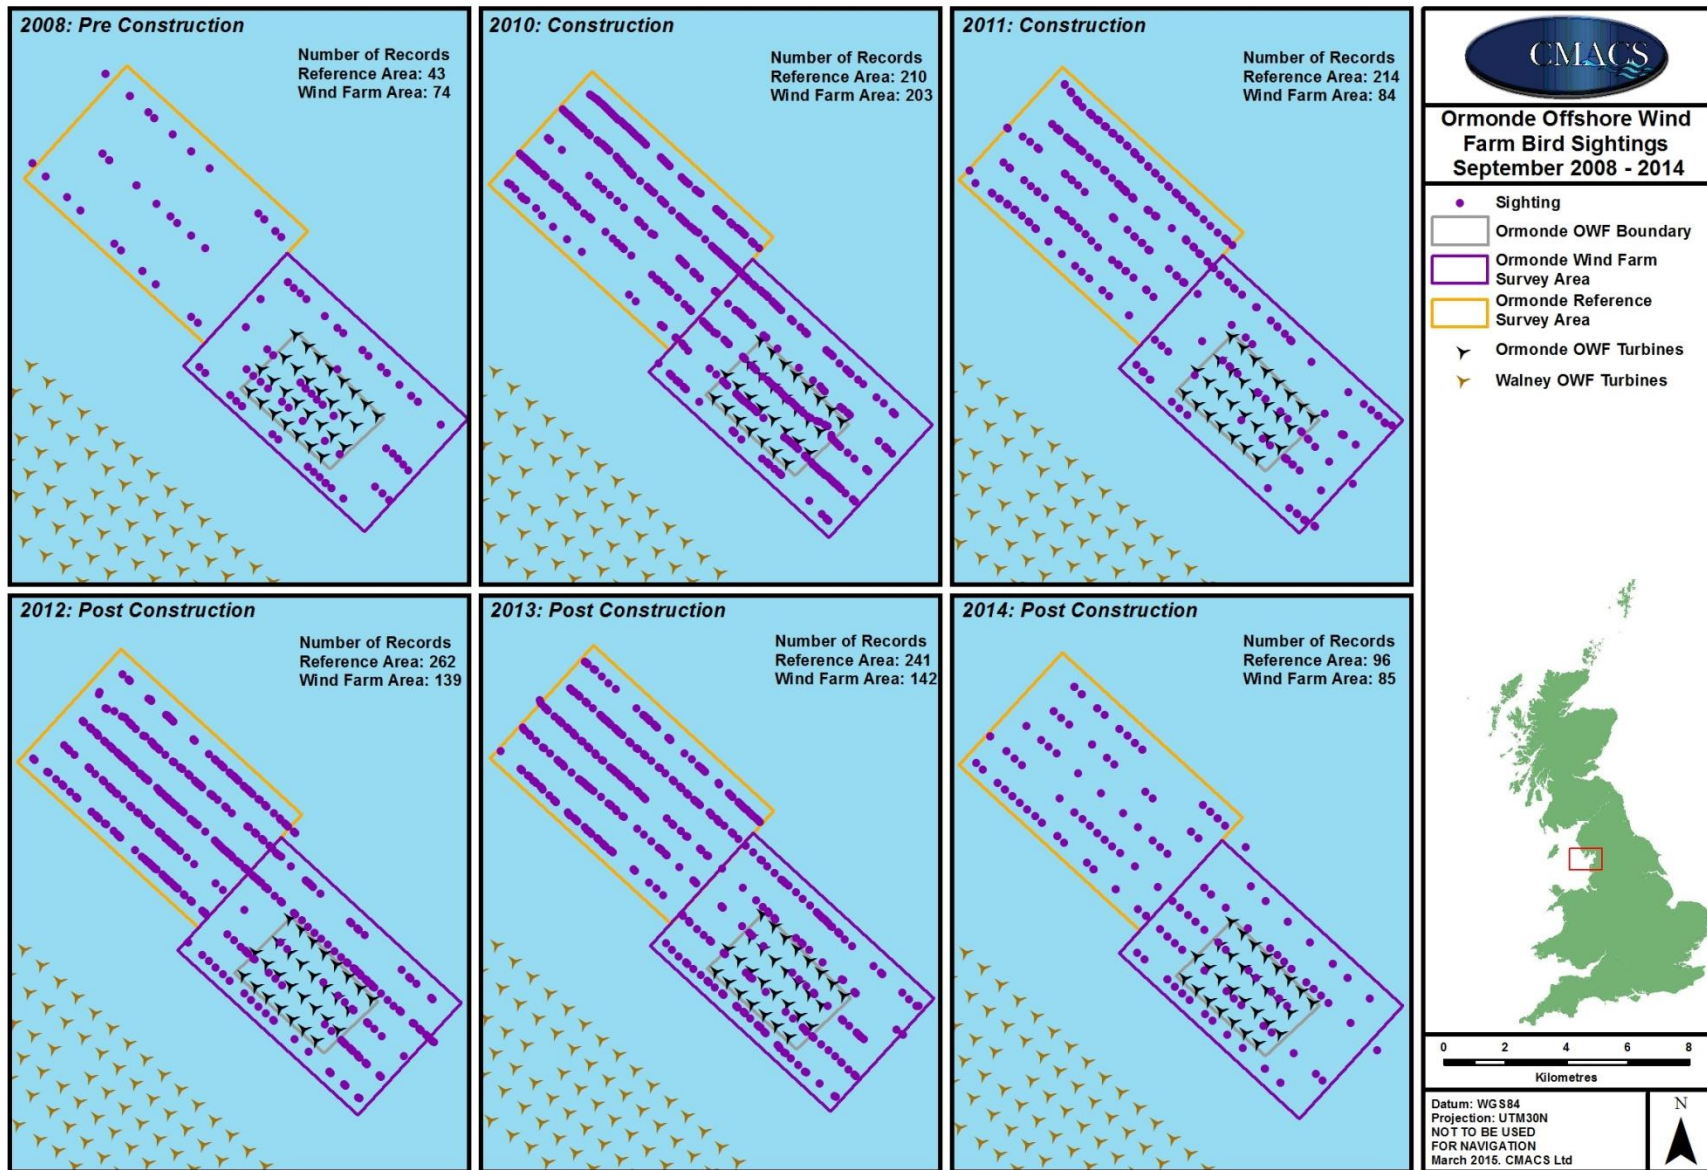 2008: Pre Construction
Number of Records
Reference Area: 43
Wind Farm Area: 74
2010: Construction
Number of Records
Reference Area: 210
Wind Farm Area: 203
2011: Construction
Number of Records
Reference Area: 214
Wind Farm Area: 84
2012: Post Construction
Number of Records
Reference Area: 262
Wind Farm Area: 139
2013: Post Construction
Number of Records
Reference Area: 241
Wind Farm Area: 142
2014: Post Construction
Number of Records
Reference Area: 96
Wind Farm Area: 85
CMACS
Ormonde Offshore Wind
Farm Bird Sightings
September 2008 - 2014
Sighting
Ormonde OWF Boundary
Ormonde Wind Farm
Survey Area
Ormonde Reference
Survey Area
Ormonde OWF Turbines
Walney OWF Turbines
0 2 4 6 8
Kilometres
Datum: WGS84
Projection: UTM30N
NOT TO BE USED
FOR NAVIGATION
March 2015. CMACS Ltd
N